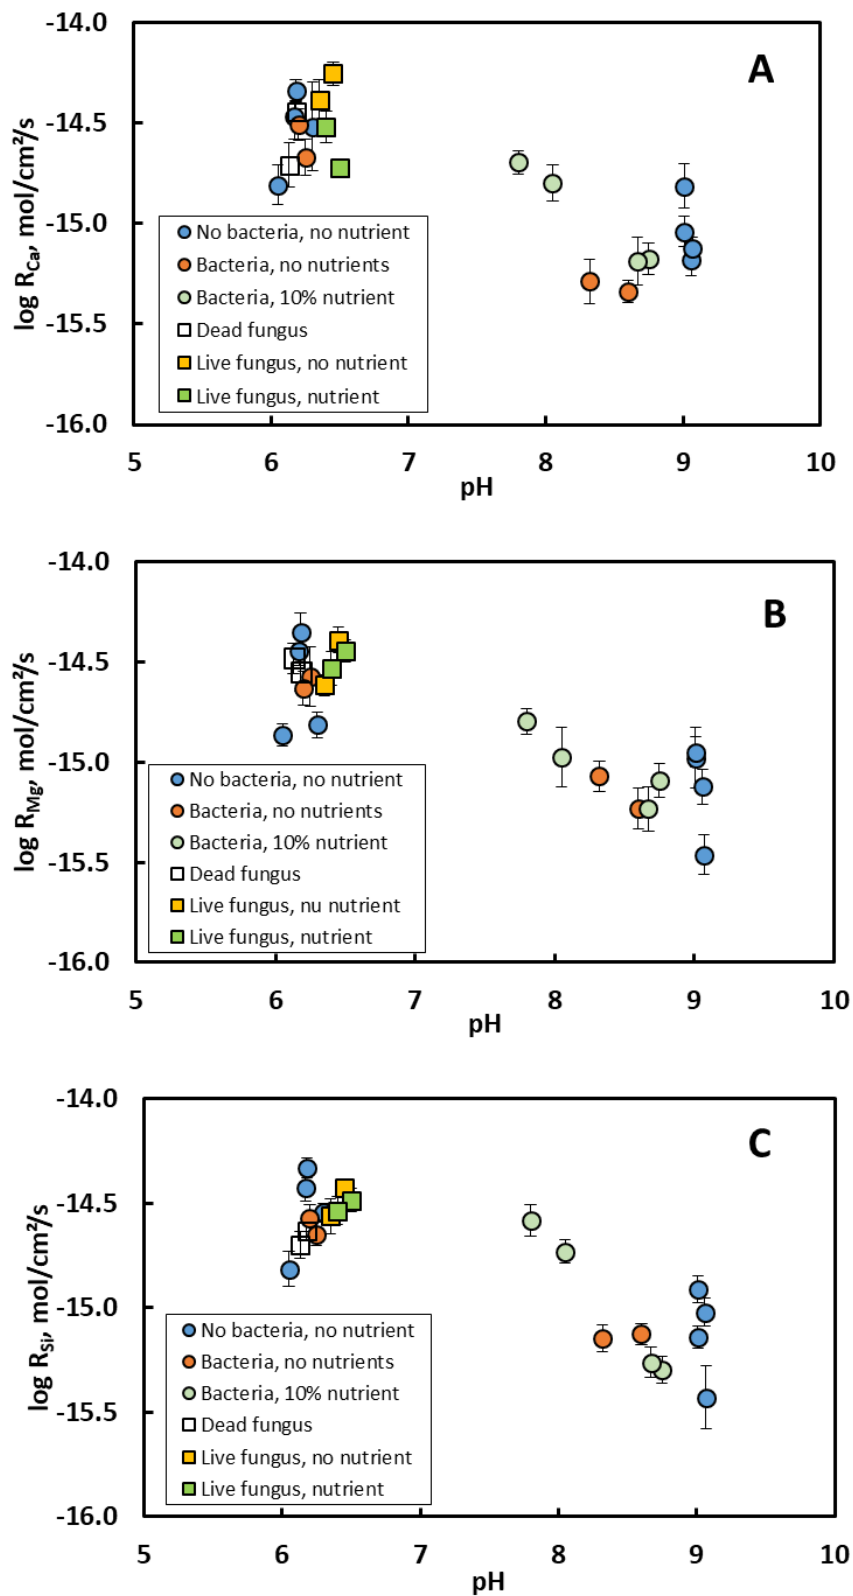 -14.0
A
-14.5
-15.0
-15.5
-16.0
log R_Ca, mol/cm²/s
No bacteria, no nutrient
Bacteria, no nutrients
Bacteria, 10% nutrient
Dead fungus
Live fungus, no nutrient
Live fungus, nutrient
5 6 7 8 9 10
pH
-14.0
B
-14.5
-15.0
-15.5
-16.0
log R_Mg, mol/cm²/s
No bacteria, no nutrient
Bacteria, no nutrients
Bacteria, 10% nutrient
Dead fungus
Live fungus, nu nutrient
Live fungus, nutrient
5 6 7 8 9 10
pH
-14.0
C
-14.5
-15.0
-15.5
-16.0
log R_Si, mol/cm²/s
No bacteria, no nutrient
Bacteria, no nutrients
Bacteria, 10% nutrient
Dead fungus
Live fungus, no nutrient
Live fungus, nutrient
5 6 7 8 9 10
pH